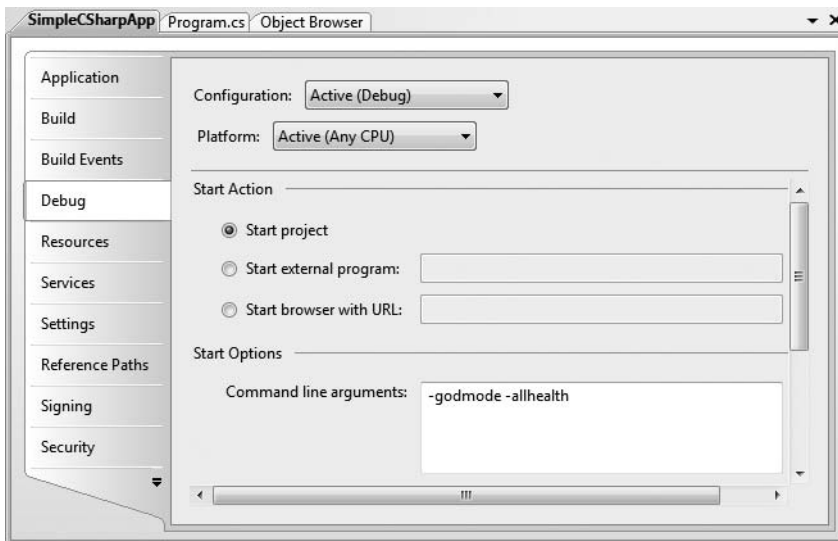 SimpleCSharpApp Program.cs Object Browser
Application
Build
Build Events
Debug
Resources
Services
Settings
Reference Paths
Signing
Security
Configuration: Active (Debug)
Platform: Active (Any CPU)
Start Action
Start project
Start external program:
Start browser with URL:
Start Options
Command line arguments: -godmode -allhealth